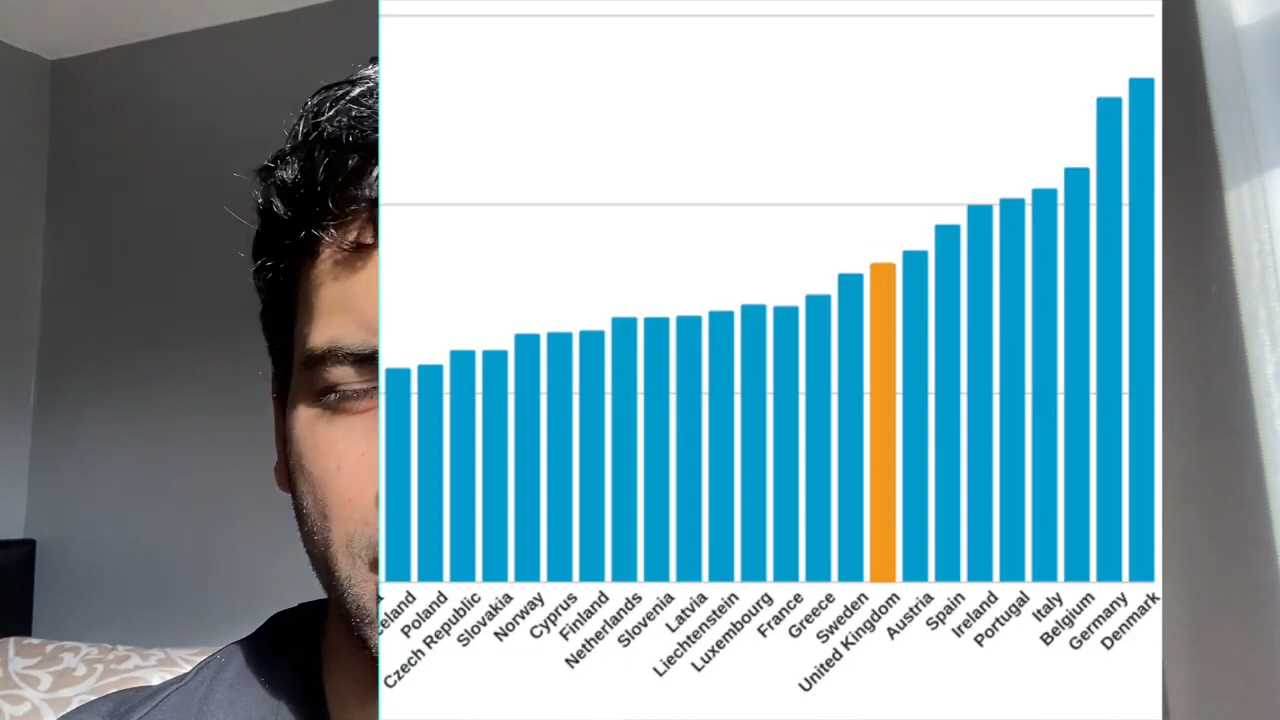 celand
Poland
Czech Republic
Slovakia
Norway
Cyprus
Finland
Netherlands
Slovenia
Latvia
Liechtenstein
Luxembourg
France
Greece
Sweden
United Kingdom
Austria
Spain
Ireland
Portugal
Italy
Belgium
Germany
Denmark